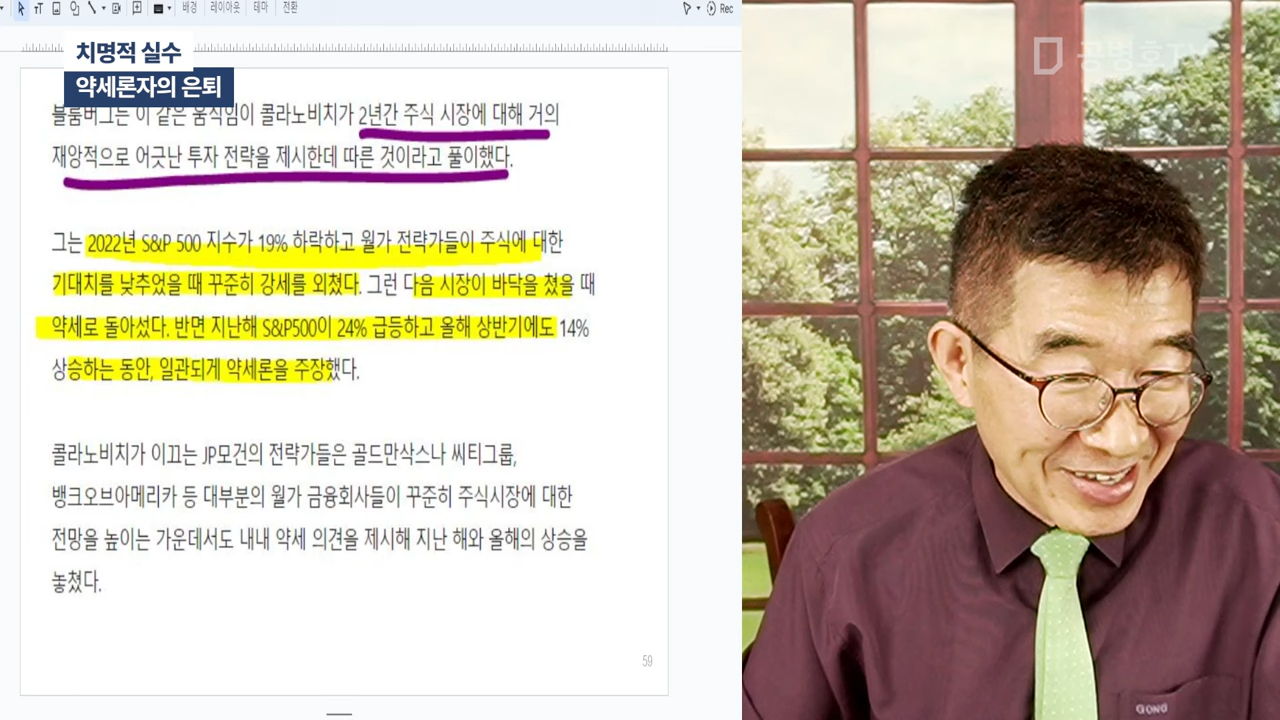 배경 레이아웃 테마 전환
Rec
치명적 실수
약세론자의 은퇴
공병호TV
블룸버그는 이 같은 움직임이 콜라노비치가 2년간 주식 시장에 대해 거의
재앙적으로 어긋난 투자 전략을 제시한데 따른 것이라고 풀이했다.
그는 2022년 S&P 500 지수가 19% 하락하고 월가 전략가들이 주식에 대한
기대치를 낮추었을 때 꾸준히 강세를 외쳤다. 그런 다음 시장이 바닥을 쳤을 때
약세로 돌아섰다. 반면 지난해 S&P500이 24% 급등하고 올해 상반기에도 14%
상승하는 동안, 일관되게 약세론을 주장했다.
콜라노비치가 이끄는 JP모건의 전략가들은 골드만삭스나 씨티그룹,
뱅크오브아메리카 등 대부분의 월가 금융회사들이 꾸준히 주식시장에 대한
전망을 높이는 가운데서도 내내 약세 의견을 제시해 지난 해와 올해의 상승을
놓쳤다.
59
GONG